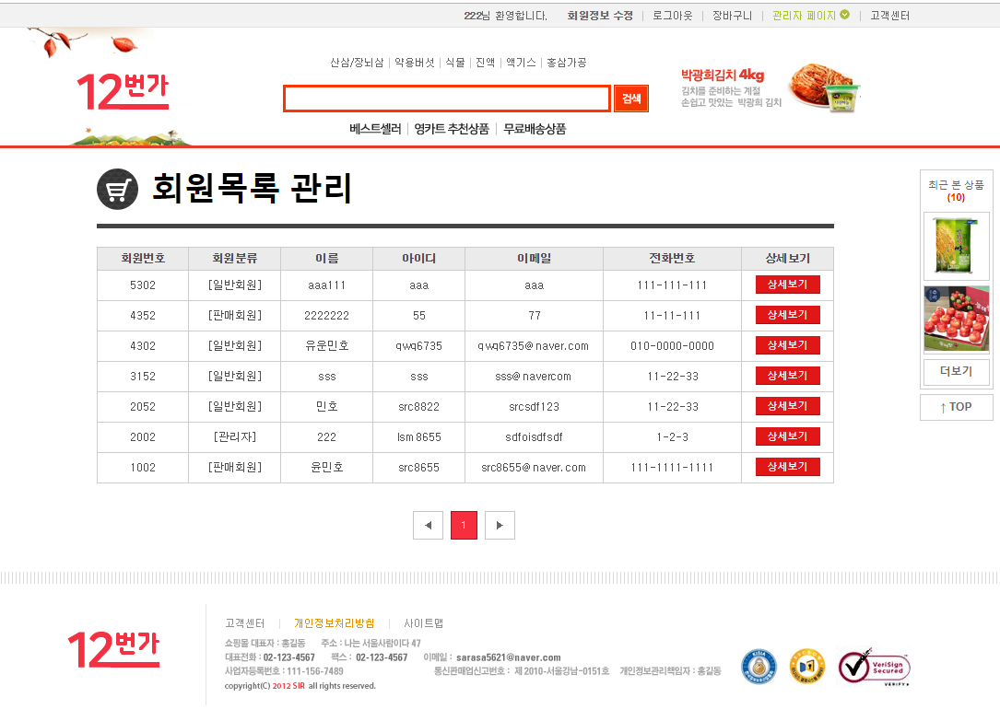 222님 환영합니다. 회원정보 수정 | 로그아웃 | 장바구니 | 관리자 페이지 | 고객센터
산삼/장뇌삼 | 약용버섯 | 식물 | 진액 | 액기스 | 홍삼가공
12번가
검색
베스트셀러 | 영카트 추천상품 | 무료배송상품
박광희김치 4kg
김치를 준비하는 계절
손쉽고 맛있는 박광희 김치
회원목록 관리
최근 본 상품
(10)
더보기
↑ TOP
회원번호 회원분류 이름 아이디 이메일 전화번호 상세보기
5302 [일반회원] aaa111 aaa aaa 111-111-111 상세보기
4352 [판매회원] 2222222 55 77 11-11-111 상세보기
4302 [일반회원] 유운민호 qwq6735 qwq6735@naver.com 010-0000-0000 상세보기
3152 [일반회원] sss sss sss@navercom 11-22-33 상세보기
2052 [일반회원] 민호 src8822 srcsdf123 11-22-33 상세보기
2002 [관리자] 222 lsm8655 sdfoisdfsdf 1-2-3 상세보기
1002 [판매회원] 윤민호 src8655 src8655@naver.com 111-1111-1111 상세보기
◀ 1 ▶
12번가
고객센터 | 개인정보처리방침 | 사이트맵
쇼핑몰 대표자 : 홍길동 주소 : 나는 서울사람이다 47
대표전화 : 02-123-4567 팩스 : 02-123-4567 이메일 : sarasa5621@naver.com
사업자등록번호 : 111-156-7489 통신판매업신고번호 : 제 2010-서울강남-0151호 개인정보관리책임자 : 홍길동
copyright(C) 2012 SIR all rights reserved.
VeriSign
Secured
VERIFY▶